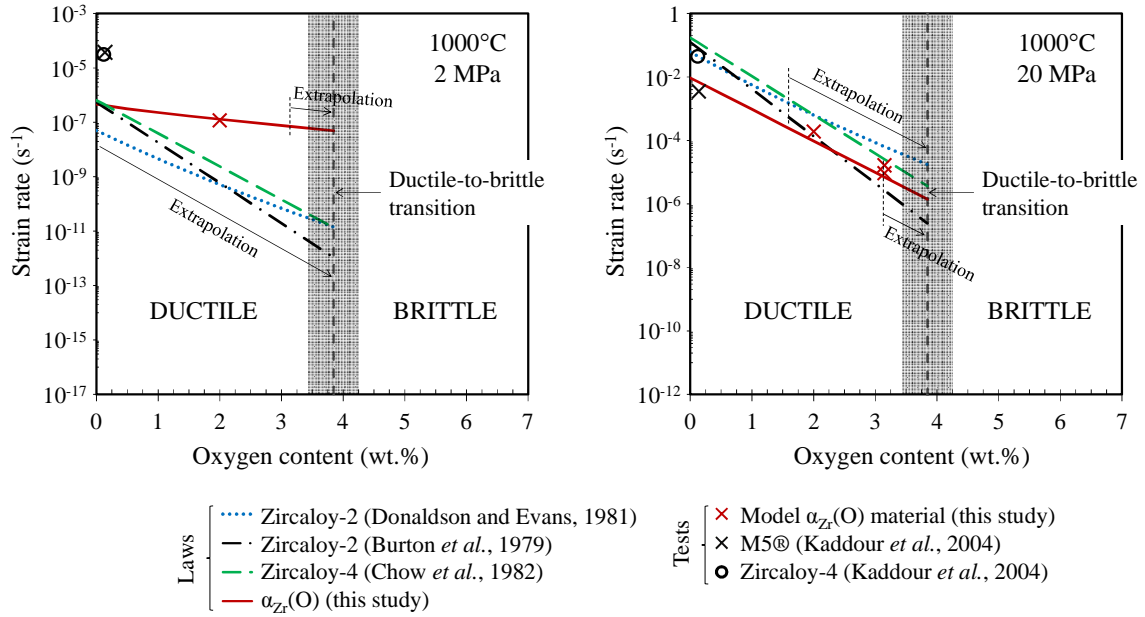 10⁻³
10⁻⁵
10⁻⁷
10⁻⁹
10⁻¹¹
10⁻¹³
10⁻¹⁵
10⁻¹⁷
Strain rate (s⁻¹)
1000°C
2 MPa
Extrapolation
Extrapolation
Ductile-to-brittle
transition
DUCTILE
BRITTLE
0 1 2 3 4 5 6 7
Oxygen content (wt.%)
1
10⁻²
10⁻⁴
10⁻⁶
10⁻⁸
10⁻¹⁰
10⁻¹²
Strain rate (s⁻¹)
1000°C
20 MPa
Extrapolation
Ductile-to-brittle
transition
Extrapolation
DUCTILE
BRITTLE
0 1 2 3 4 5 6 7
Oxygen content (wt.%)
Laws
Zircaloy-2 (Donaldson and Evans, 1981)
Zircaloy-2 (Burton et al., 1979)
Zircaloy-4 (Chow et al., 1982)
α_Zr(O) (this study)
Tests
Model α_Zr(O) material (this study)
M5® (Kaddour et al., 2004)
Zircaloy-4 (Kaddour et al., 2004)